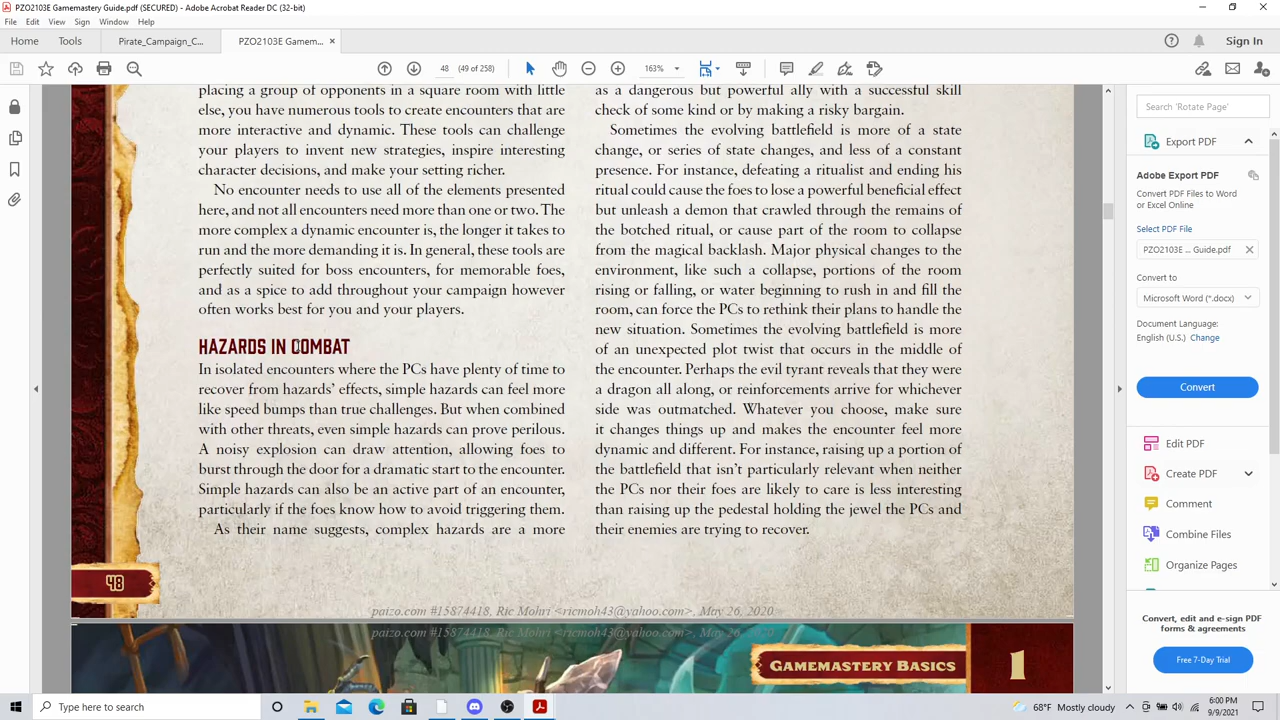 PZO2103E Gamemastery Guide.pdf (SECURED) - Adobe Acrobat Reader DC (32-bit)
File Edit View Sign Window Help
Home Tools Pirate_Campaign_C... PZO2103E Gamem... × Sign In
48 (49 of 258) 163%
placing a group of opponents in a square room with little
else, you have numerous tools to create encounters that are
more interactive and dynamic. These tools can challenge
your players to invent new strategies, inspire interesting
character decisions, and make your setting richer.
No encounter needs to use all of the elements presented
here, and not all encounters need more than one or two. The
more complex a dynamic encounter is, the longer it takes to
run and the more demanding it is. In general, these tools are
perfectly suited for boss encounters, for memorable foes,
and as a spice to add throughout your campaign however
often works best for you and your players.
HAZARDS IN COMBAT
In isolated encounters where the PCs have plenty of time to
recover from hazards' effects, simple hazards can feel more
like speed bumps than true challenges. But when combined
with other threats, even simple hazards can prove perilous.
A noisy explosion can draw attention, allowing foes to
burst through the door for a dramatic start to the encounter.
Simple hazards can also be an active part of an encounter,
particularly if the foes know how to avoid triggering them.
As their name suggests, complex hazards are a more
as a dangerous but powerful ally with a successful skill
check of some kind or by making a risky bargain.
Sometimes the evolving battlefield is more of a state
change, or series of state changes, and less of a constant
presence. For instance, defeating a ritualist and ending his
ritual could cause the foes to lose a powerful beneficial effect
but unleash a demon that crawled through the remains of
the botched ritual, or cause part of the room to collapse
from the magical backlash. Major physical changes to the
environment, like such a collapse, portions of the room
rising or falling, or water beginning to rush in and fill the
room, can force the PCs to rethink their plans to handle the
new situation. Sometimes the evolving battlefield is more
of an unexpected plot twist that occurs in the middle of
the encounter. Perhaps the evil tyrant reveals that they were
a dragon all along, or reinforcements arrive for whichever
side was outmatched. Whatever you choose, make sure
it changes things up and makes the encounter feel more
dynamic and different. For instance, raising up a portion of
the battlefield that isn't particularly relevant when neither
the PCs nor their foes are likely to care is less interesting
than raising up the pedestal holding the jewel the PCs and
their enemies are trying to recover.
48
paizo.com #15874418, Ric Mohri <ricmoh43@yahoo.com>, May 26, 2020
paizo.com #15874418, Ric Mohri <ricmoh43@yahoo.com>, May 26, 2020
GAMEMASTERY BASICS
1
Search 'Rotate Page'
Export PDF
Adobe Export PDF
Convert PDF Files to Word
or Excel Online
Select PDF File
PZO2103E ... Guide.pdf ×
Convert to
Microsoft Word (*.docx)
Document Language:
English (U.S.) Change
Convert
Edit PDF
Create PDF
Comment
Combine Files
Organize Pages
Convert, edit and e-sign PDF
forms & agreements
Free 7-Day Trial
Type here to search
68°F Mostly cloudy
6:00 PM
9/9/2021